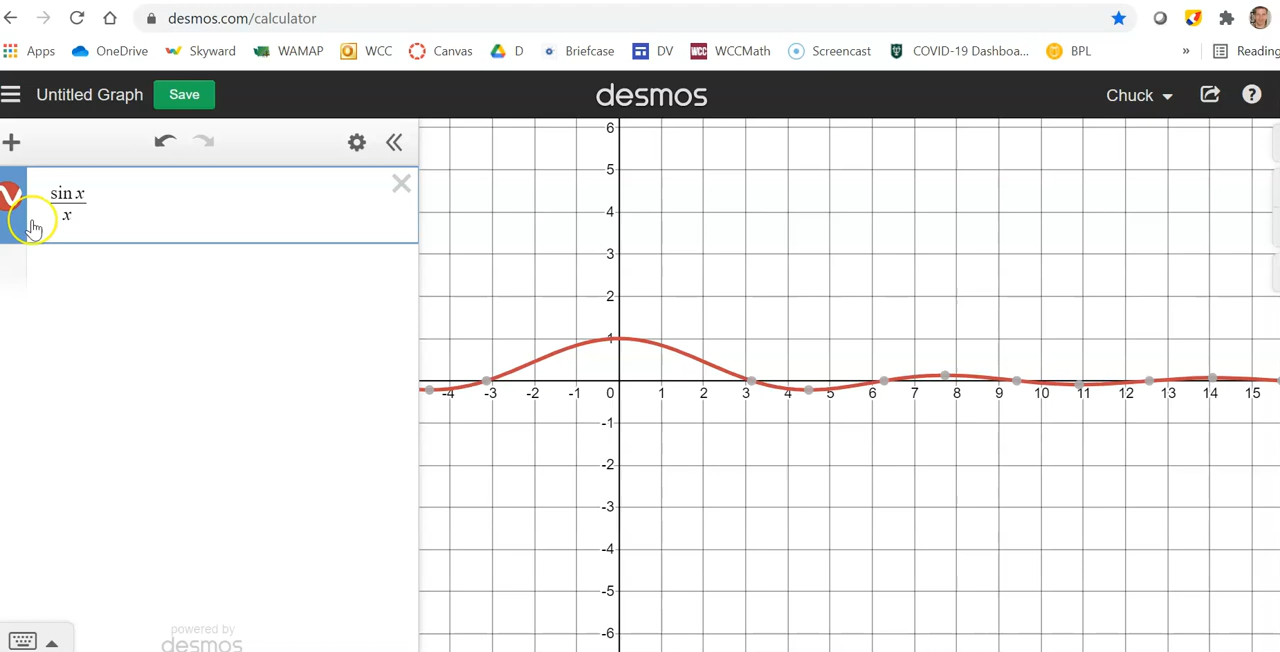 desmos.com/calculator
Apps OneDrive Skyward WAMAP WCC Canvas D Briefcase DV WCCMath Screencast COVID-19 Dashboa... BPL » Reading
Untitled Graph Save desmos Chuck ?
sin x
x
powered by
desmos
6
5
4
3
2
1
-4 -3 -2 -1 0 1 2 3 4 5 6 7 8 9 10 11 12 13 14 15
-1
-2
-3
-4
-5
-6